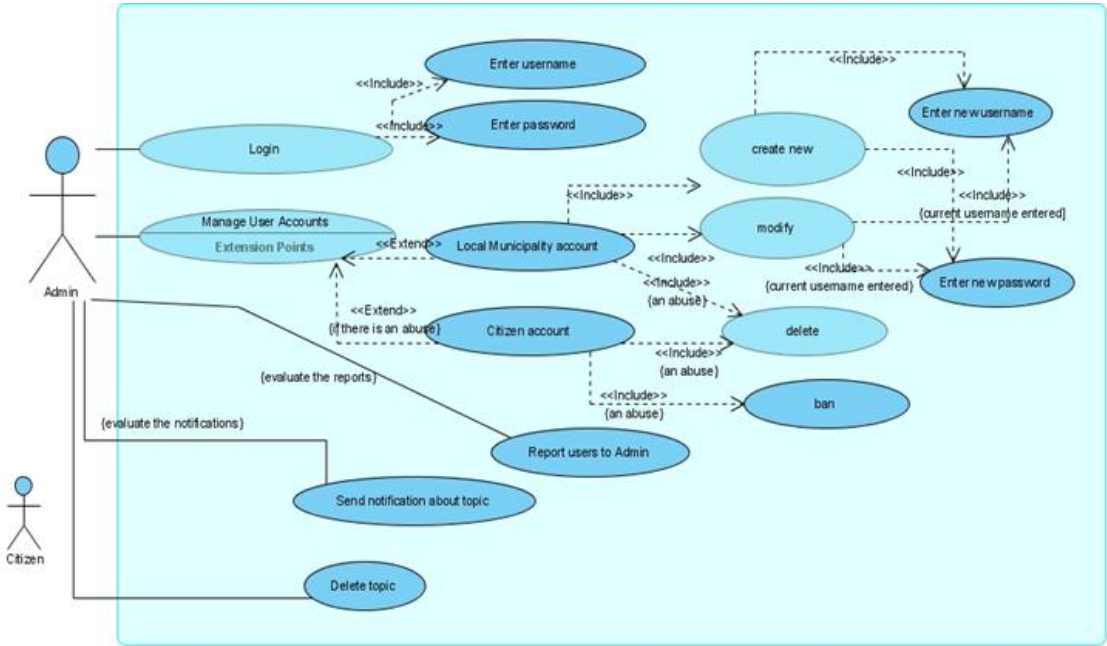 Enter username
<<Include>>
<<Include>>
Enter new username
<<Include>>
Enter password
Login
create new
<<Include>>
<<Include>>
<<Include>>
{current username entered]
Manage User Accounts
Extension Points
<<Extend>>
Local Municipality account
modify
<<Include>>
<<Include>>
{current username entered}
Enter new password
Admin
<<Include>>
{an abuse}
<<Extend>>
{if there is an abuse}
Citizen account
delete
<<Include>>
{an abuse}
{evaluate the reports}
<<Include>>
{an abuse}
ban
{evaluate the notifications}
Report users to Admin
Send notification about topic
Citizen
Delete topic